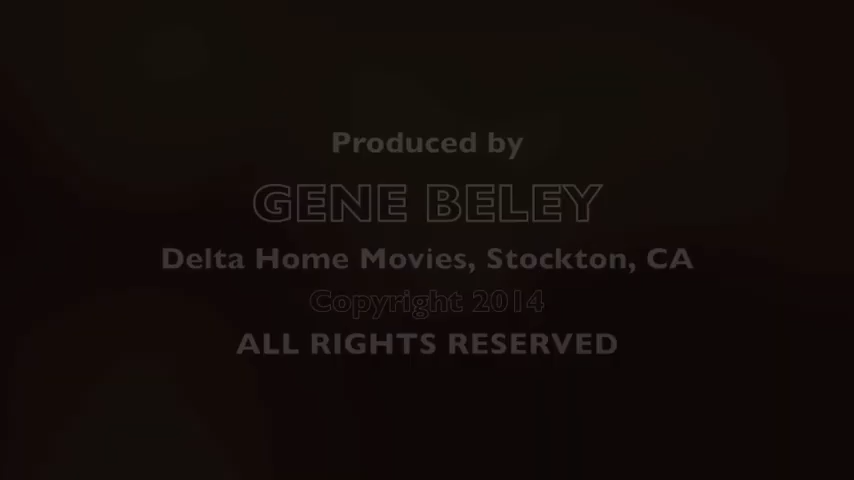 Produced by
GENE BELEY
Delta Home Movies, Stockton, CA
Copyright 2014
ALL RIGHTS RESERVED